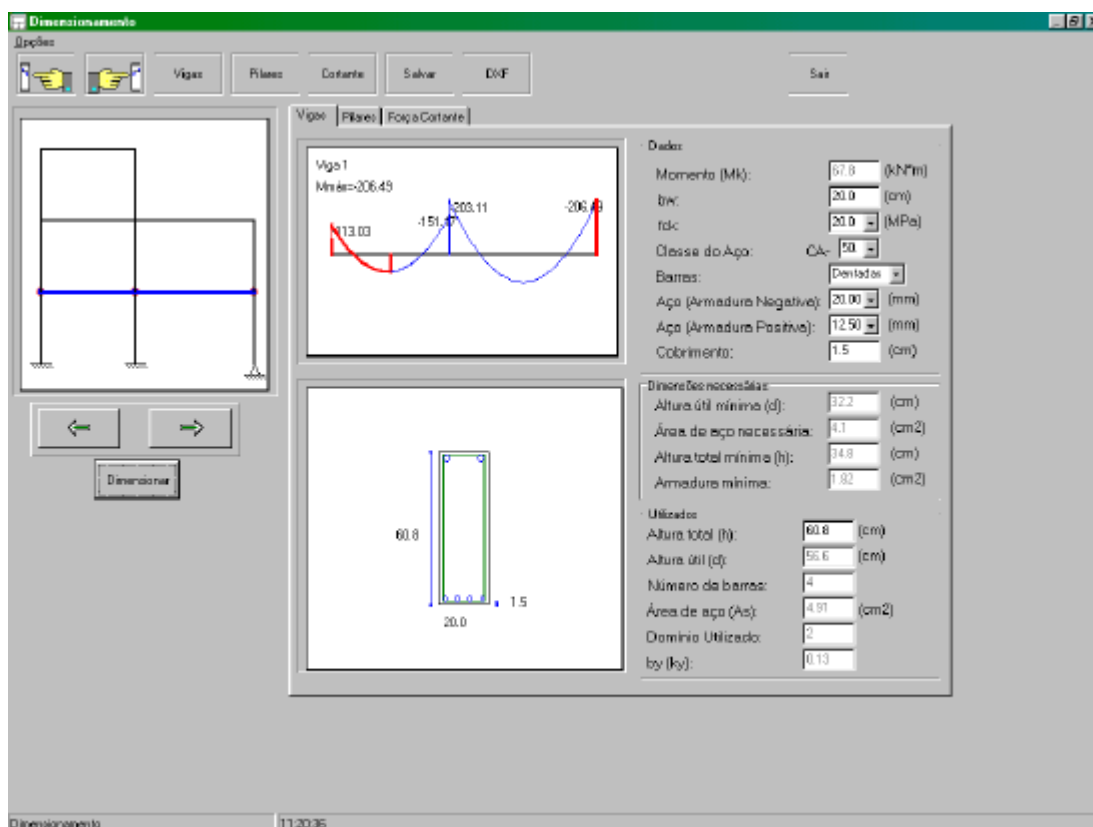 Dimensionamento
Opções
Vigas Pilares Cortante Salvar DXF Sair
Vigas Pilares Força Cortante
Viga 1
Mmáx=-206.49
-203.11
-206.49
Dados
Momento (Mk): 67.8 (kN*m)
bw: 20.0 (cm)
fck: 20.0 (MPa)
Classe do Aço: CA- 50.
Barras: Dentadas
Aço (Armadura Negativa): 20.00 (mm)
Aço (Armadura Positiva): 12.50 (mm)
Cobrimento: 1.5 (cm)
Dimensões necessárias
Altura útil mínima (d): 32.2 (cm)
Área de aço necessária: 4.1 (cm2)
Altura total mínima (h): 34.8 (cm)
Armadura mínima: 1.82 (cm2)
Dimensionar
60.8
1.5
20.0
Utilizados
Altura total (h): 60.8 (cm)
Altura útil (d): 56.6 (cm)
Número de barras: 4
Área de aço (As): 4.91 (cm2)
Domínio Utilizado: 2
by (ky): 0.13
Dimensionamento 11:20:36